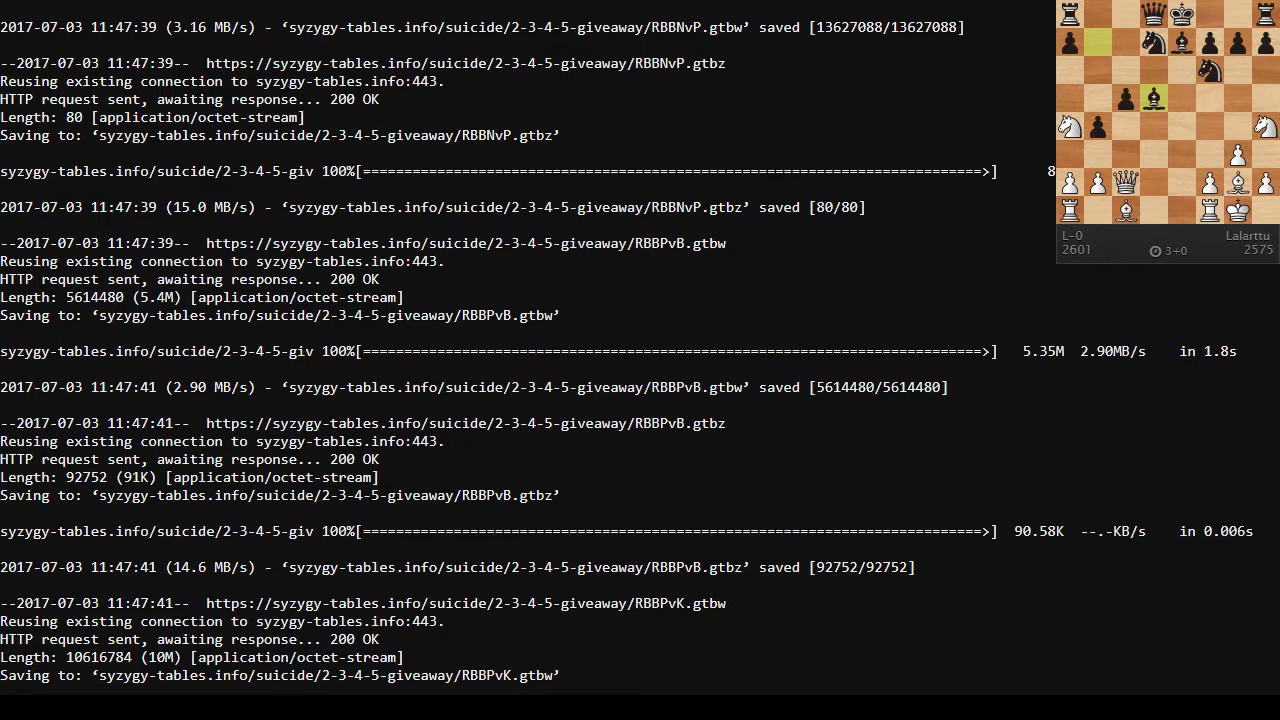 2017-07-03 11:47:39 (3.16 MB/s) - ‘syzygy-tables.info/suicide/2-3-4-5-giveaway/RBBNvP.gtbw’ saved [13627088/13627088]
--2017-07-03 11:47:39--  https://syzygy-tables.info/suicide/2-3-4-5-giveaway/RBBNvP.gtbz
Reusing existing connection to syzygy-tables.info:443.
HTTP request sent, awaiting response... 200 OK
Length: 80 [application/octet-stream]
Saving to: ‘syzygy-tables.info/suicide/2-3-4-5-giveaway/RBBNvP.gtbz’
syzygy-tables.info/suicide/2-3-4-5-giv 100%[===========================================================================>]      8
2017-07-03 11:47:39 (15.0 MB/s) - ‘syzygy-tables.info/suicide/2-3-4-5-giveaway/RBBNvP.gtbz’ saved [80/80]
--2017-07-03 11:47:39--  https://syzygy-tables.info/suicide/2-3-4-5-giveaway/RBBPvB.gtbw
Reusing existing connection to syzygy-tables.info:443.
HTTP request sent, awaiting response... 200 OK
Length: 5614480 (5.4M) [application/octet-stream]
Saving to: ‘syzygy-tables.info/suicide/2-3-4-5-giveaway/RBBPvB.gtbw’
syzygy-tables.info/suicide/2-3-4-5-giv 100%[===========================================================================>]   5.35M  2.90MB/s    in 1.8s
2017-07-03 11:47:41 (2.90 MB/s) - ‘syzygy-tables.info/suicide/2-3-4-5-giveaway/RBBPvB.gtbw’ saved [5614480/5614480]
--2017-07-03 11:47:41--  https://syzygy-tables.info/suicide/2-3-4-5-giveaway/RBBPvB.gtbz
Reusing existing connection to syzygy-tables.info:443.
HTTP request sent, awaiting response... 200 OK
Length: 92752 (91K) [application/octet-stream]
Saving to: ‘syzygy-tables.info/suicide/2-3-4-5-giveaway/RBBPvB.gtbz’
syzygy-tables.info/suicide/2-3-4-5-giv 100%[===========================================================================>]  90.58K  --.-KB/s    in 0.006s
2017-07-03 11:47:41 (14.6 MB/s) - ‘syzygy-tables.info/suicide/2-3-4-5-giveaway/RBBPvB.gtbz’ saved [92752/92752]
--2017-07-03 11:47:41--  https://syzygy-tables.info/suicide/2-3-4-5-giveaway/RBBPvK.gtbw
Reusing existing connection to syzygy-tables.info:443.
HTTP request sent, awaiting response... 200 OK
Length: 10616784 (10M) [application/octet-stream]
Saving to: ‘syzygy-tables.info/suicide/2-3-4-5-giveaway/RBBPvK.gtbw’
L-0 Lalarttu
2601 3+0 2575